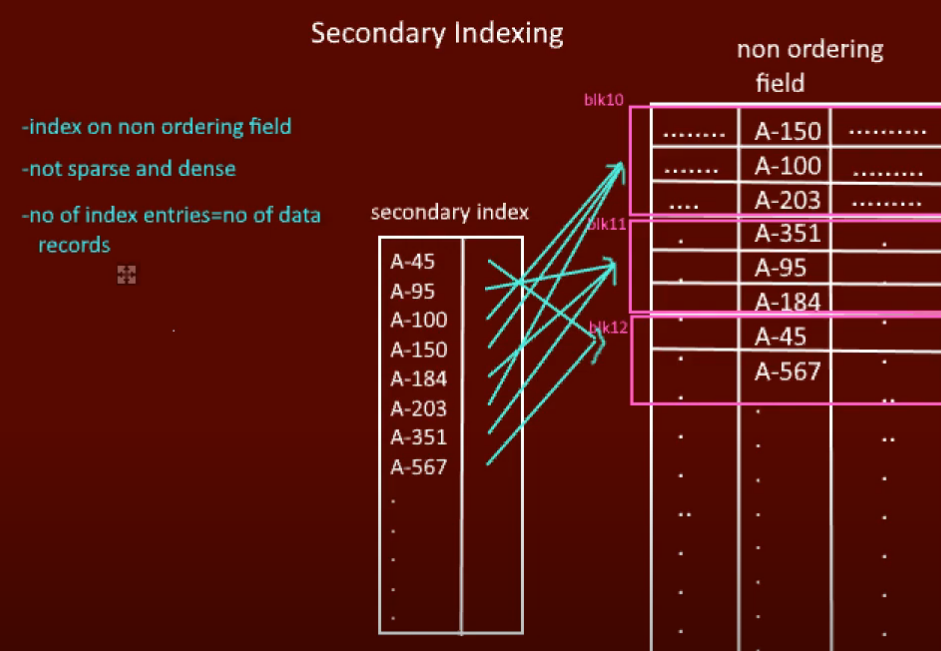 Secondary Indexing
-index on non ordering field
-not sparse and dense
-no of index entries=no of data
records
secondary index
A-45
A-95
A-100
A-150
A-184
A-203
A-351
A-567
.
.
.
.
.
non ordering
field
blk10
........ A-150 ..........
....... A-100 .........
.... A-203 .........
blk11
. A-351 .
A-95
. A-184
blk12
. A-45 .
. A-567 .
. . ..
. . ..
. . .
.. . .
. . .
. . .
. . .